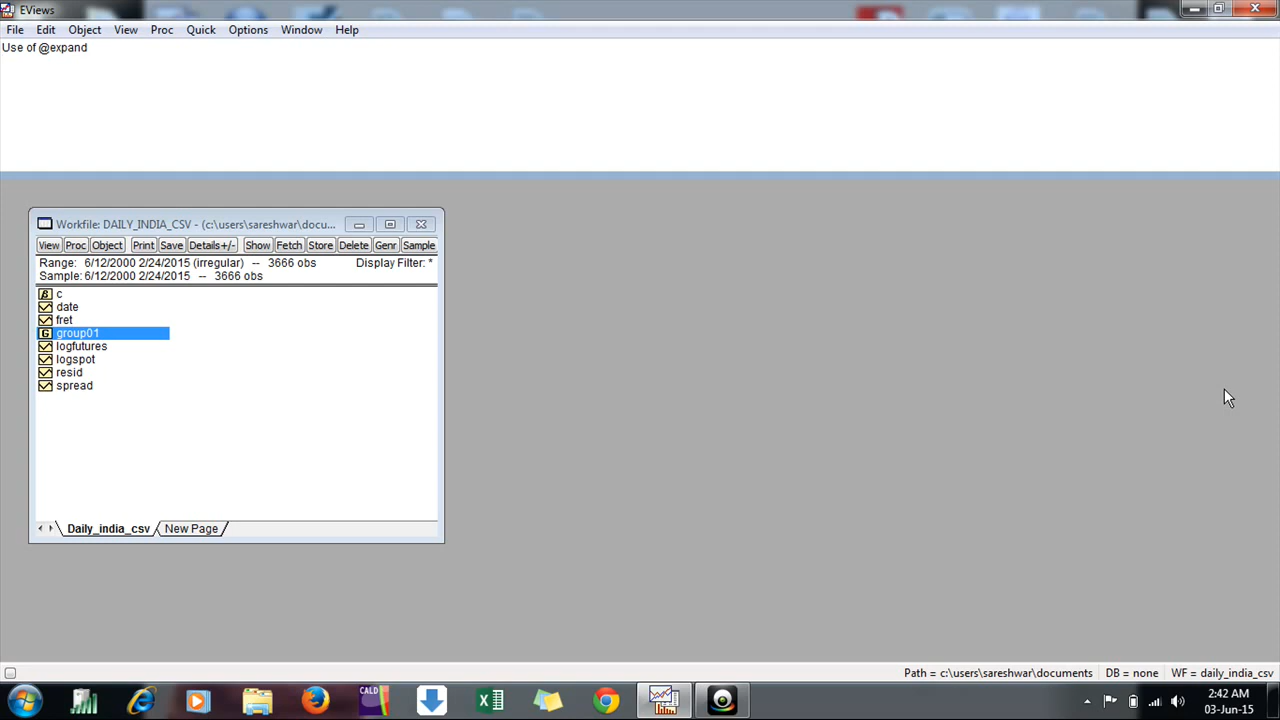 EViews
File Edit Object View Proc Quick Options Window Help
Use of @expand
Workfile: DAILY_INDIA_CSV - (c:\users\sareshwar\docu...
View Proc Object Print Save Details+/- Show Fetch Store Delete Genr Sample
Range: 6/12/2000 2/24/2015 (irregular) -- 3666 obs Display Filter: *
Sample: 6/12/2000 2/24/2015 -- 3666 obs
c
date
fret
group01
logfutures
logspot
resid
spread
Daily_india_csv New Page
Path = c:\users\sareshwar\documents DB = none WF = daily_india_csv
CALD
2:42 AM
03-Jun-15